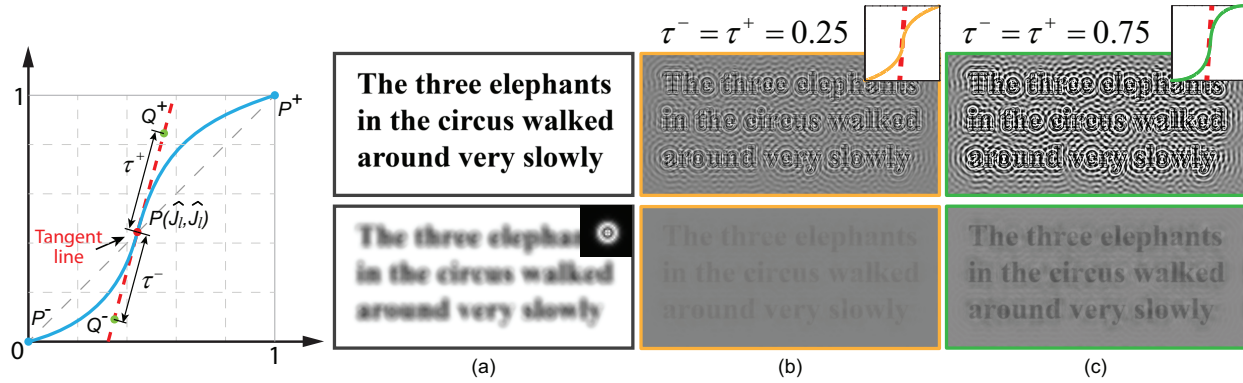 1
P⁺
Q⁺
τ⁺
P(Ĵₗ, Ĵₗ)
Tangent
line
τ⁻
P⁻
Q⁻
0
1
The three elephants
in the circus walked
around very slowly
The three elephants
in the circus walked
around very slowly
(a)
τ⁻ = τ⁺ = 0.25
The three elephants
in the circus walked
around very slowly
The three elephants
in the circus walked
around very slowly
(b)
τ⁻ = τ⁺ = 0.75
The three elephants
in the circus walked
around very slowly
The three elephants
in the circus walked
around very slowly
(c)